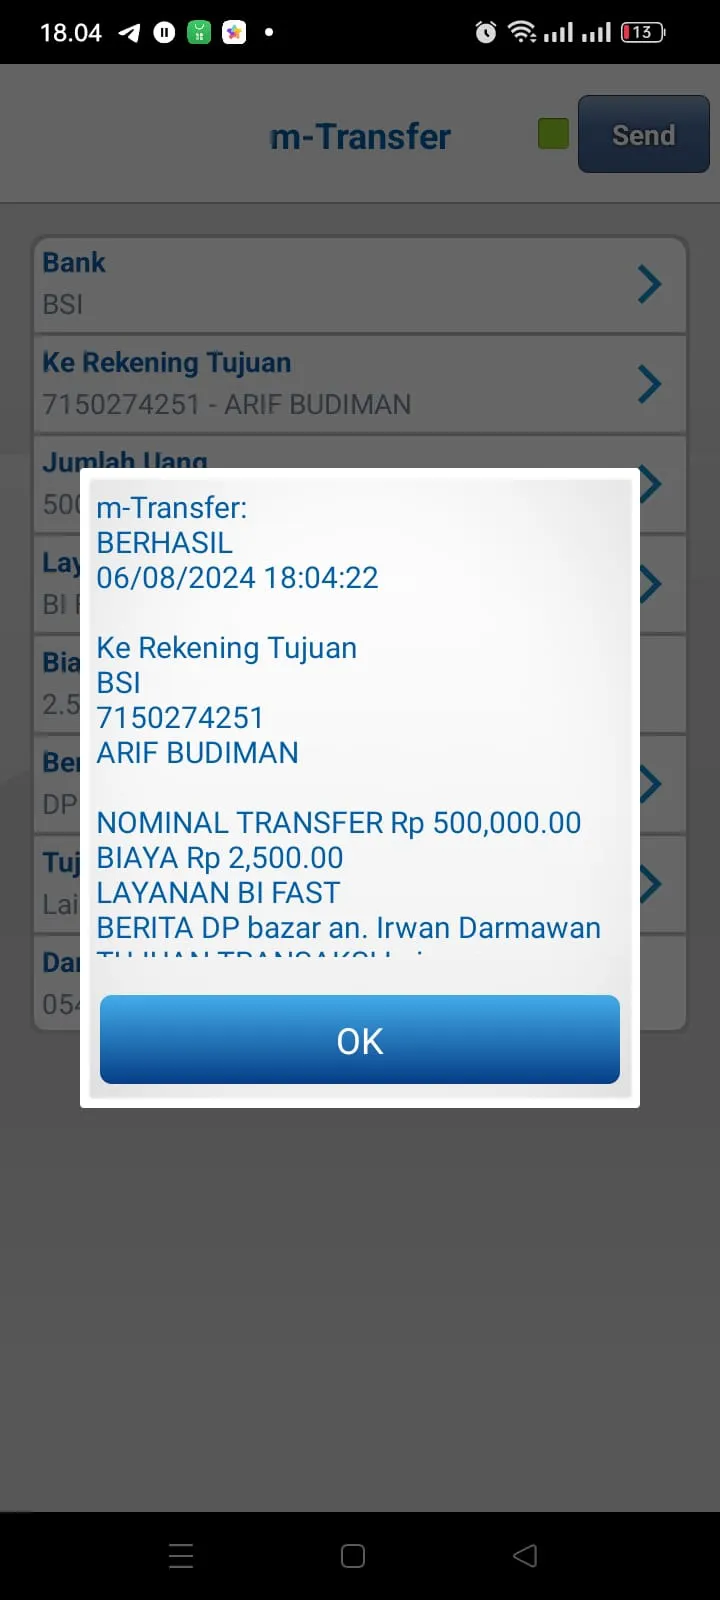 18.04
13
m-Transfer
Send
Bank
BSI
Ke Rekening Tujuan
7150274251 - ARIF BUDIMAN
Jumlah Uang
500
Lay
BI F
Bia
2.5
Ber
DP
Tuj
Lai
Dar
054
m-Transfer:
BERHASIL
06/08/2024 18:04:22
Ke Rekening Tujuan
BSI
7150274251
ARIF BUDIMAN
NOMINAL TRANSFER Rp 500,000.00
BIAYA Rp 2,500.00
LAYANAN BI FAST
BERITA DP bazar an. Irwan Darmawan
TUJUAN TRANSAKSI
OK